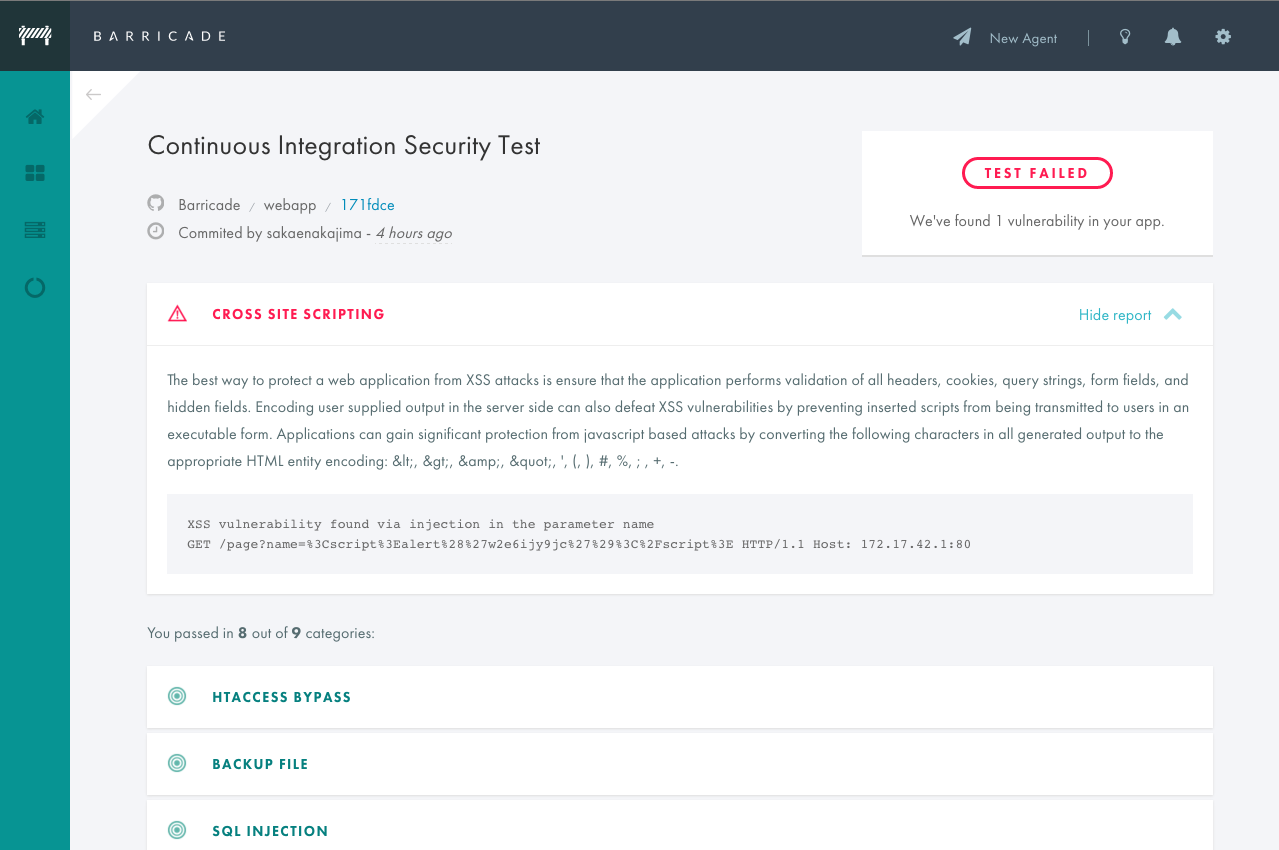 BARRICADE
New Agent
Continuous Integration Security Test
Barricade / webapp / 171fdce
Commited by sakaenakajima - 4 hours ago
TEST FAILED
We've found 1 vulnerability in your app.
CROSS SITE SCRIPTING
Hide report
The best way to protect a web application from XSS attacks is ensure that the application performs validation of all headers, cookies, query strings, form fields, and
hidden fields. Encoding user supplied output in the server side can also defeat XSS vulnerabilities by preventing inserted scripts from being transmitted to users in an
executable form. Applications can gain significant protection from javascript based attacks by converting the following characters in all generated output to the
appropriate HTML entity encoding: &lt;, &gt;, &amp;, &quot;, ', (, ), #, %, ; , +, -.
XSS vulnerability found via injection in the parameter name
GET /page?name=%3Cscript%3Ealert%28%27w2e6ijy9jc%27%29%3C%2Fscript%3E HTTP/1.1 Host: 172.17.42.1:80
You passed in 8 out of 9 categories:
HTACCESS BYPASS
BACKUP FILE
SQL INJECTION